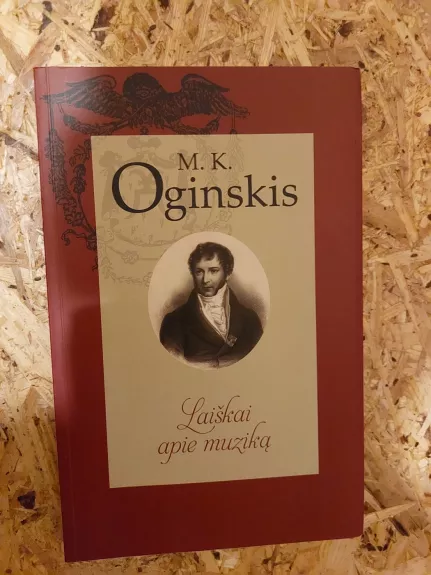 M. K.
Oginskis
Laiškai
apie muziką